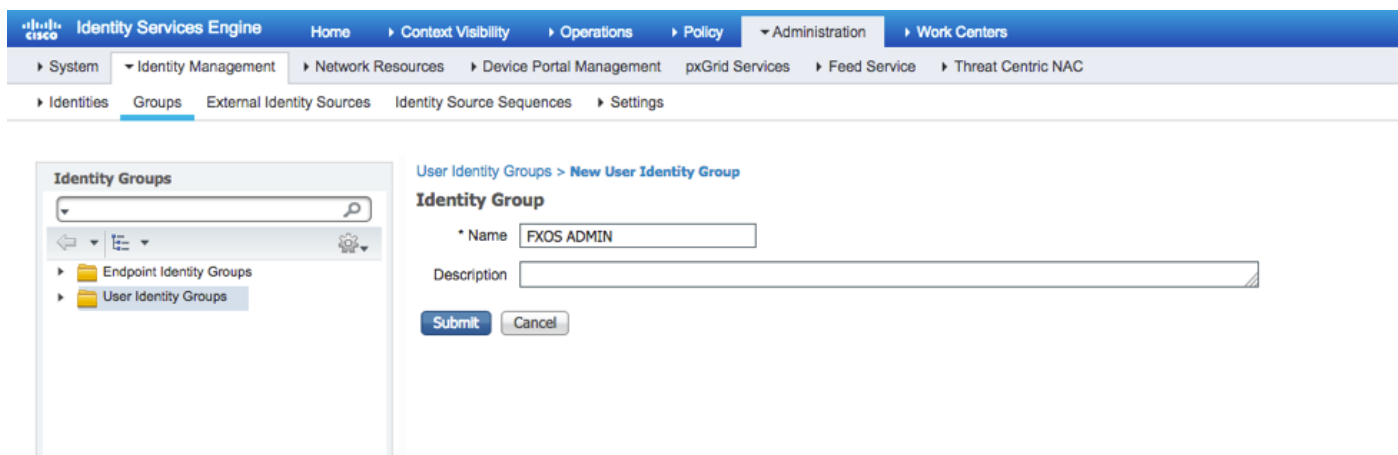 cisco Identity Services Engine Home Context Visibility Operations Policy Administration Work Centers
System Identity Management Network Resources Device Portal Management pxGrid Services Feed Service Threat Centric NAC
Identities Groups External Identity Sources Identity Source Sequences Settings
Identity Groups
Endpoint Identity Groups
User Identity Groups
User Identity Groups > New User Identity Group
Identity Group
* Name FXOS ADMIN
Description
Submit Cancel